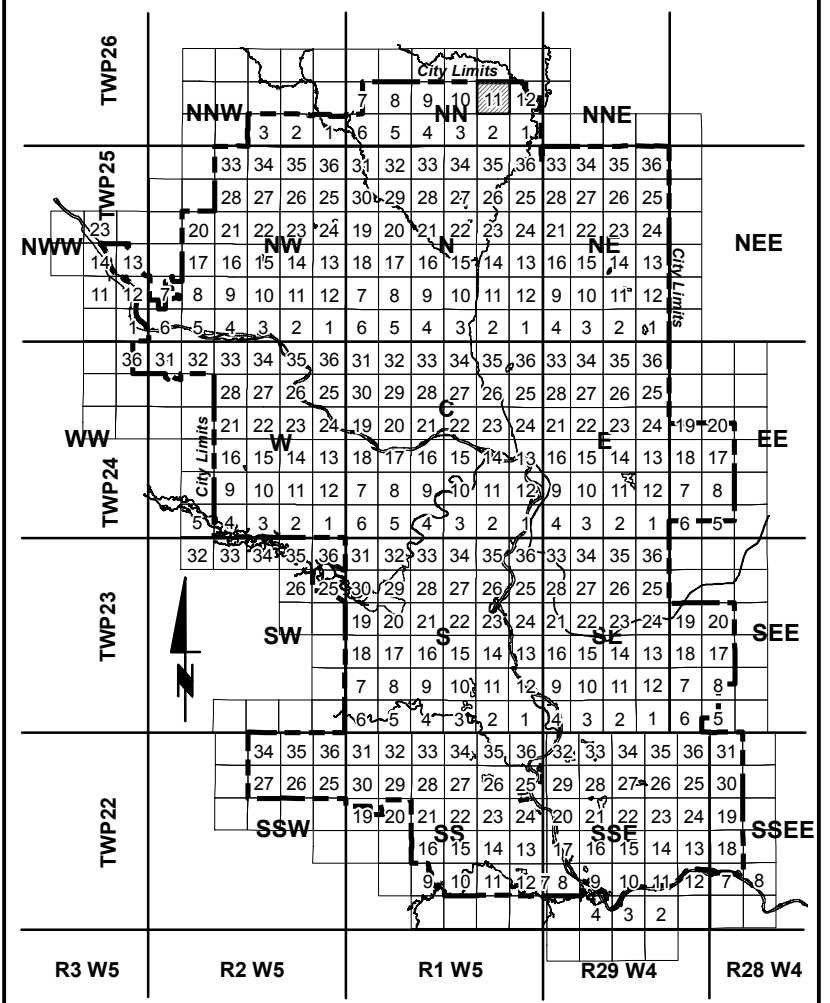 TWP26
City Limits
7 8 9 10 11 12
NNW NN NNE
3 2 1 6 5 4 3 2 1
TWP25
33 34 35 36 31 32 33 34 35 36 33 34 35 36
28 27 26 25 30 29 28 27 26 25 28 27 26 25
23 20 21 22 23 24 19 20 21 22 23 24 21 22 23 24
NWW NW N NE NEE
14 13 17 16 15 14 13 18 17 16 15 14 13 16 15 14 13
City Limits
11 12 7 8 9 10 11 12 7 8 9 10 11 12 9 10 11 12
1 6 5 4 3 2 1 6 5 4 3 2 1 4 3 2 1
36 31 32 33 34 35 36 31 32 33 34 35 36 33 34 35 36
28 27 26 25 30 29 28 27 26 25 28 27 26 25
C
21 22 23 24 19 20 21 22 23 24 21 22 23 24 19 20
WW W E EE
City Limits
16 15 14 13 18 17 16 15 14 13 16 15 14 13 18 17
TWP24
9 10 11 12 7 8 9 10 11 12 9 10 11 12 7 8
5 4 3 2 1 6 5 4 3 2 1 4 3 2 1 6 5
32 33 34 35 36 31 32 33 34 35 36 33 34 35 36
26 25 30 29 28 27 26 25 28 27 26 25
TWP23
19 20 21 22 23 24 21 22 23 24 19 20
SW S SE SEE
18 17 16 15 14 13 16 15 14 13 18 17
N
7 8 9 10 11 12 9 10 11 12 7 8
6 5 4 3 2 1 4 3 2 1 6 5
34 35 36 31 32 33 34 35 36 32 33 34 35 36 31
27 26 25 30 29 28 27 26 25 29 28 27 26 25 30
TWP22
19 20 21 22 23 24 20 21 22 23 24 19
SSW SS SSE SSEE
16 15 14 13 17 16 15 14 13 18
9 10 11 12 7 8 9 10 11 12 7 8
4 3 2
R3 W5 R2 W5 R1 W5 R29 W4 R28 W4